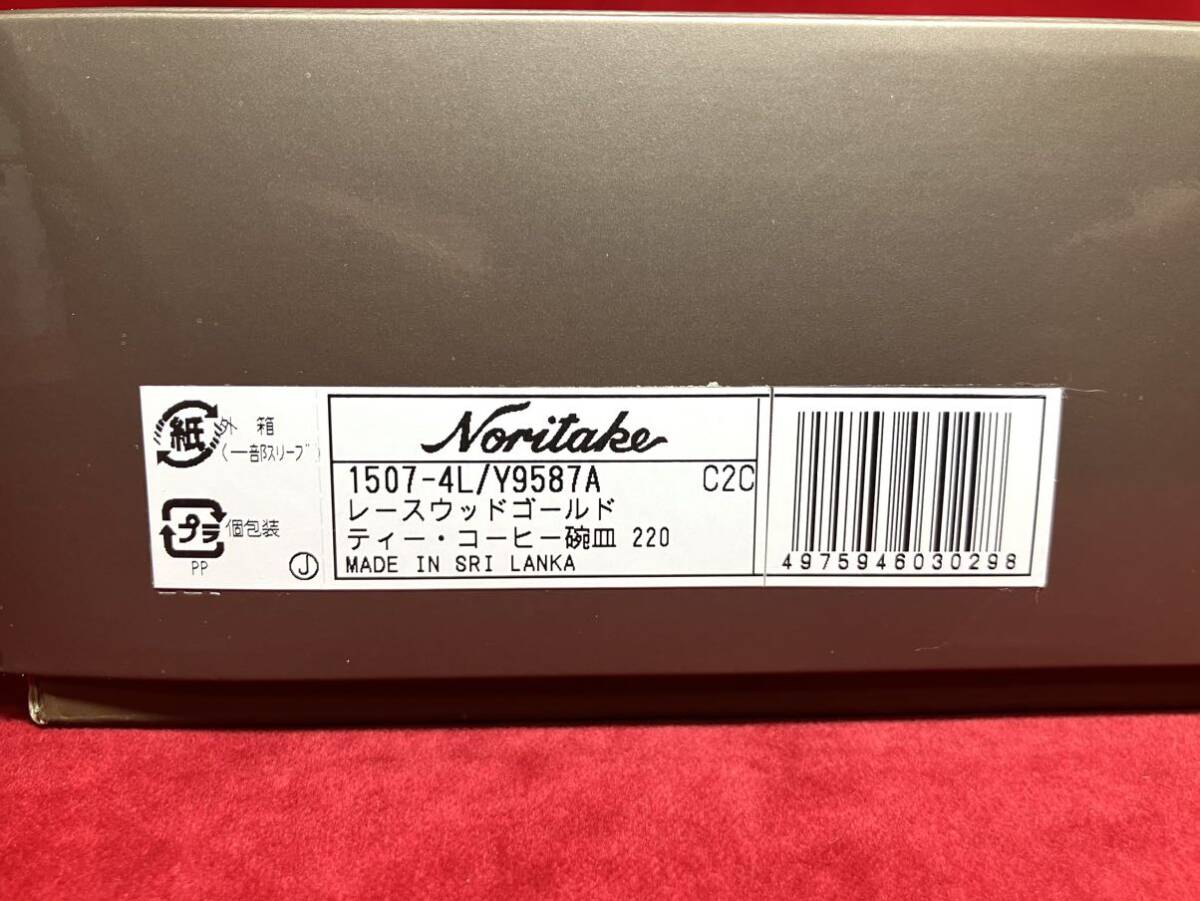 紙
外 箱
(一部スリーブ)
プラ
個包装
PP
J
Noritake
1507-4L/Y9587A C2C
レースウッドゴールド
ティー・コーヒー碗皿 220
MADE IN SRI LANKA
4975946030298